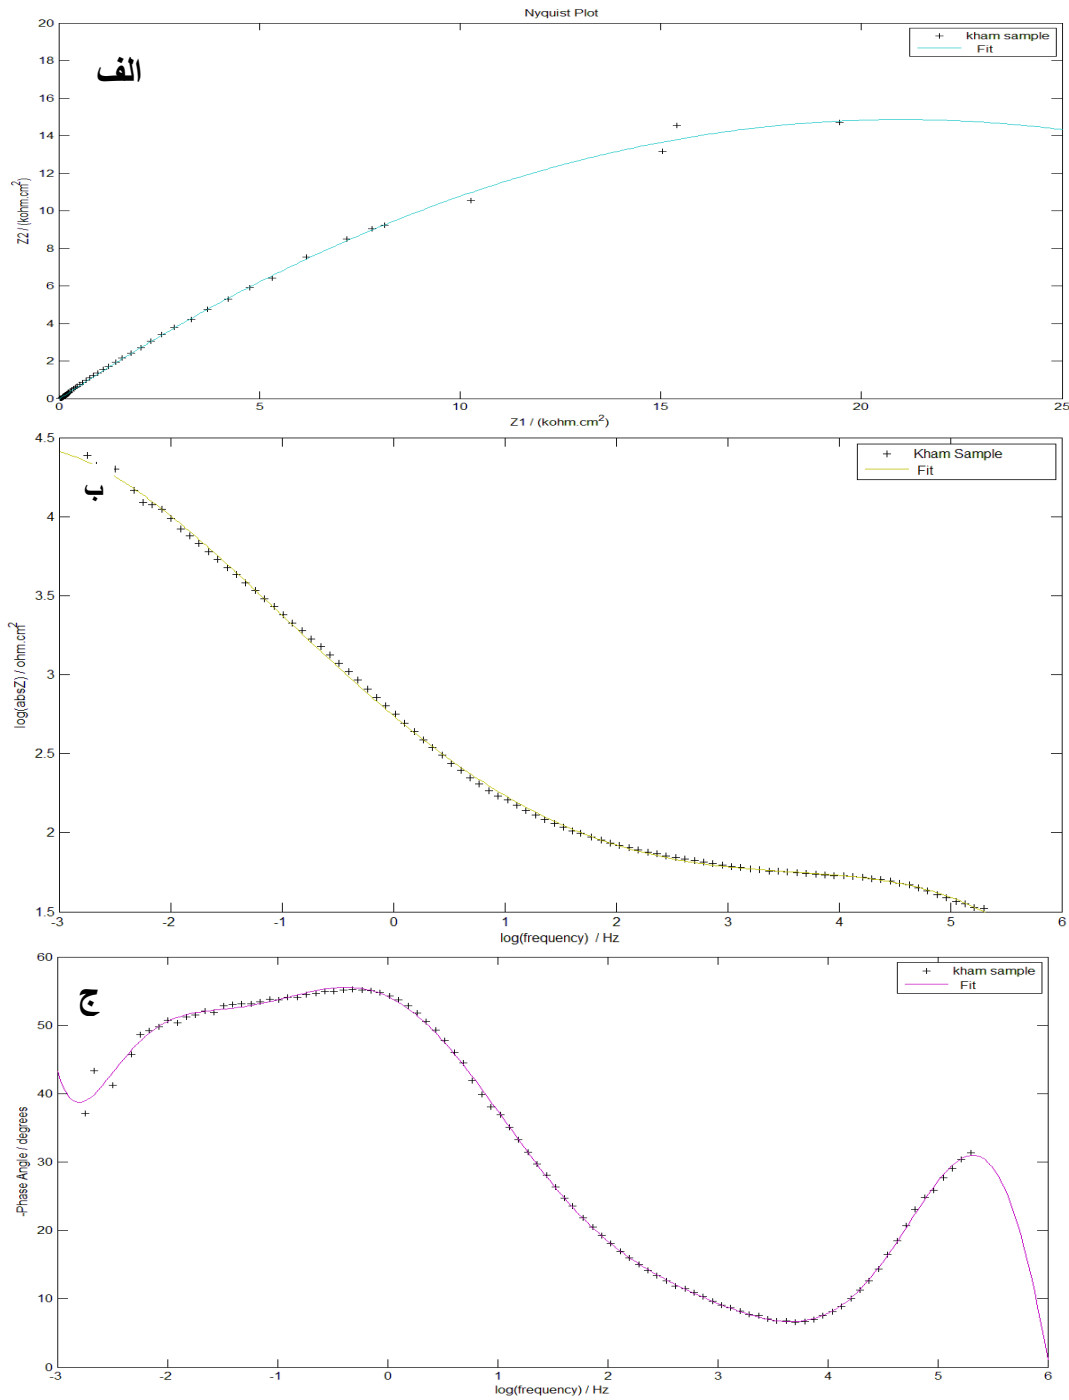 Nyquist Plot
20
18
16
14
12
10
8
6
4
2
0
Z2 / (kohm.cm²)
الف
kham sample
Fit
0 5 10 15 20 25
Z1 / (kohm.cm²)
4.5
4
3.5
3
2.5
2
1.5
log(absZ) / ohm.cm²
ب
Kham Sample
Fit
-3 -2 -1 0 1 2 3 4 5 6
log(frequency) / Hz
60
50
40
30
20
10
0
-Phase Angle / degrees
ج
kham sample
Fit
-3 -2 -1 0 1 2 3 4 5 6
log(frequency) / Hz